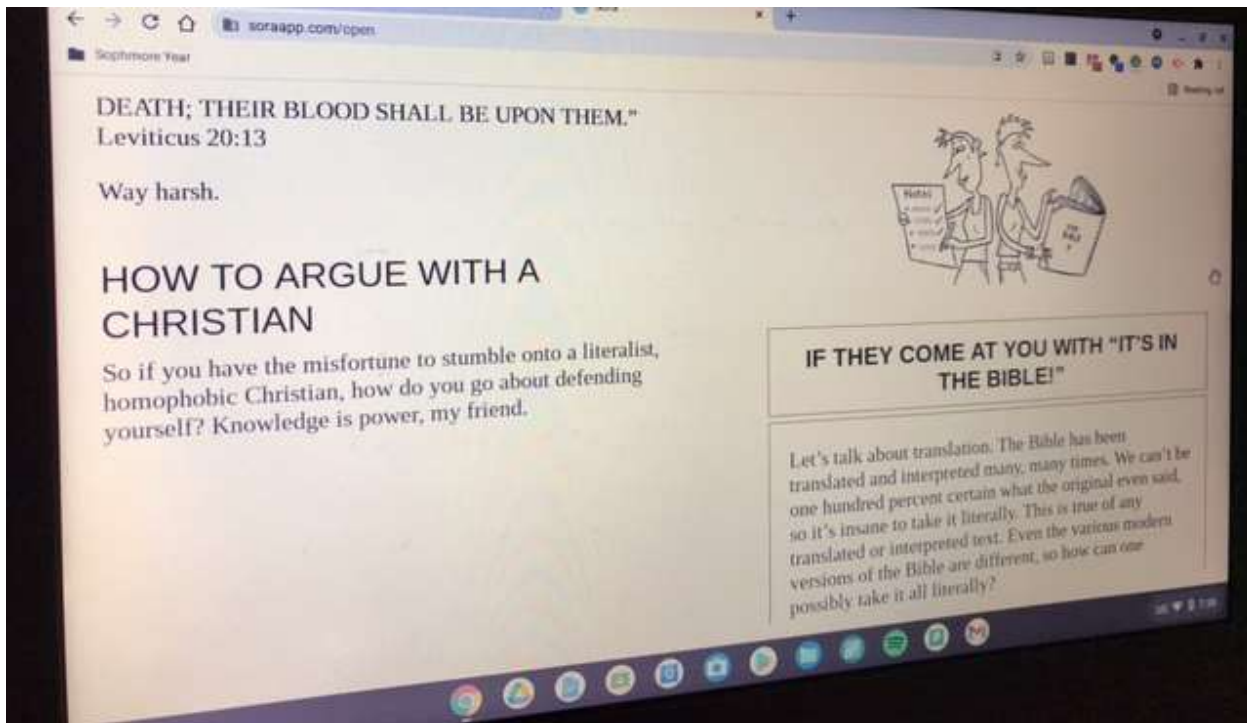 soraapp.com/open
Sophmore Year
Reading list
DEATH; THEIR BLOOD SHALL BE UPON THEM."
Leviticus 20:13
Way harsh.
HOW TO ARGUE WITH A
CHRISTIAN
So if you have the misfortune to stumble onto a literalist,
homophobic Christian, how do you go about defending
yourself? Knowledge is power, my friend.
Notes
THE
BIBLE
IF THEY COME AT YOU WITH "IT'S IN
THE BIBLE!"
Let's talk about translation. The Bible has been
translated and interpreted many, many times. We can't be
one hundred percent certain what the original even said,
so it's insane to take it literally. This is true of any
translated or interpreted text. Even the various modern
versions of the Bible are different, so how can one
possibly take it all literally?